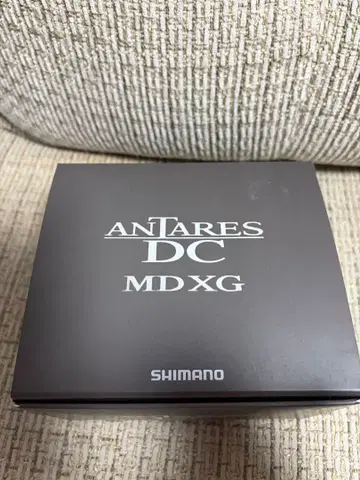 ANTARES
DC
MD XG
SHIMANO